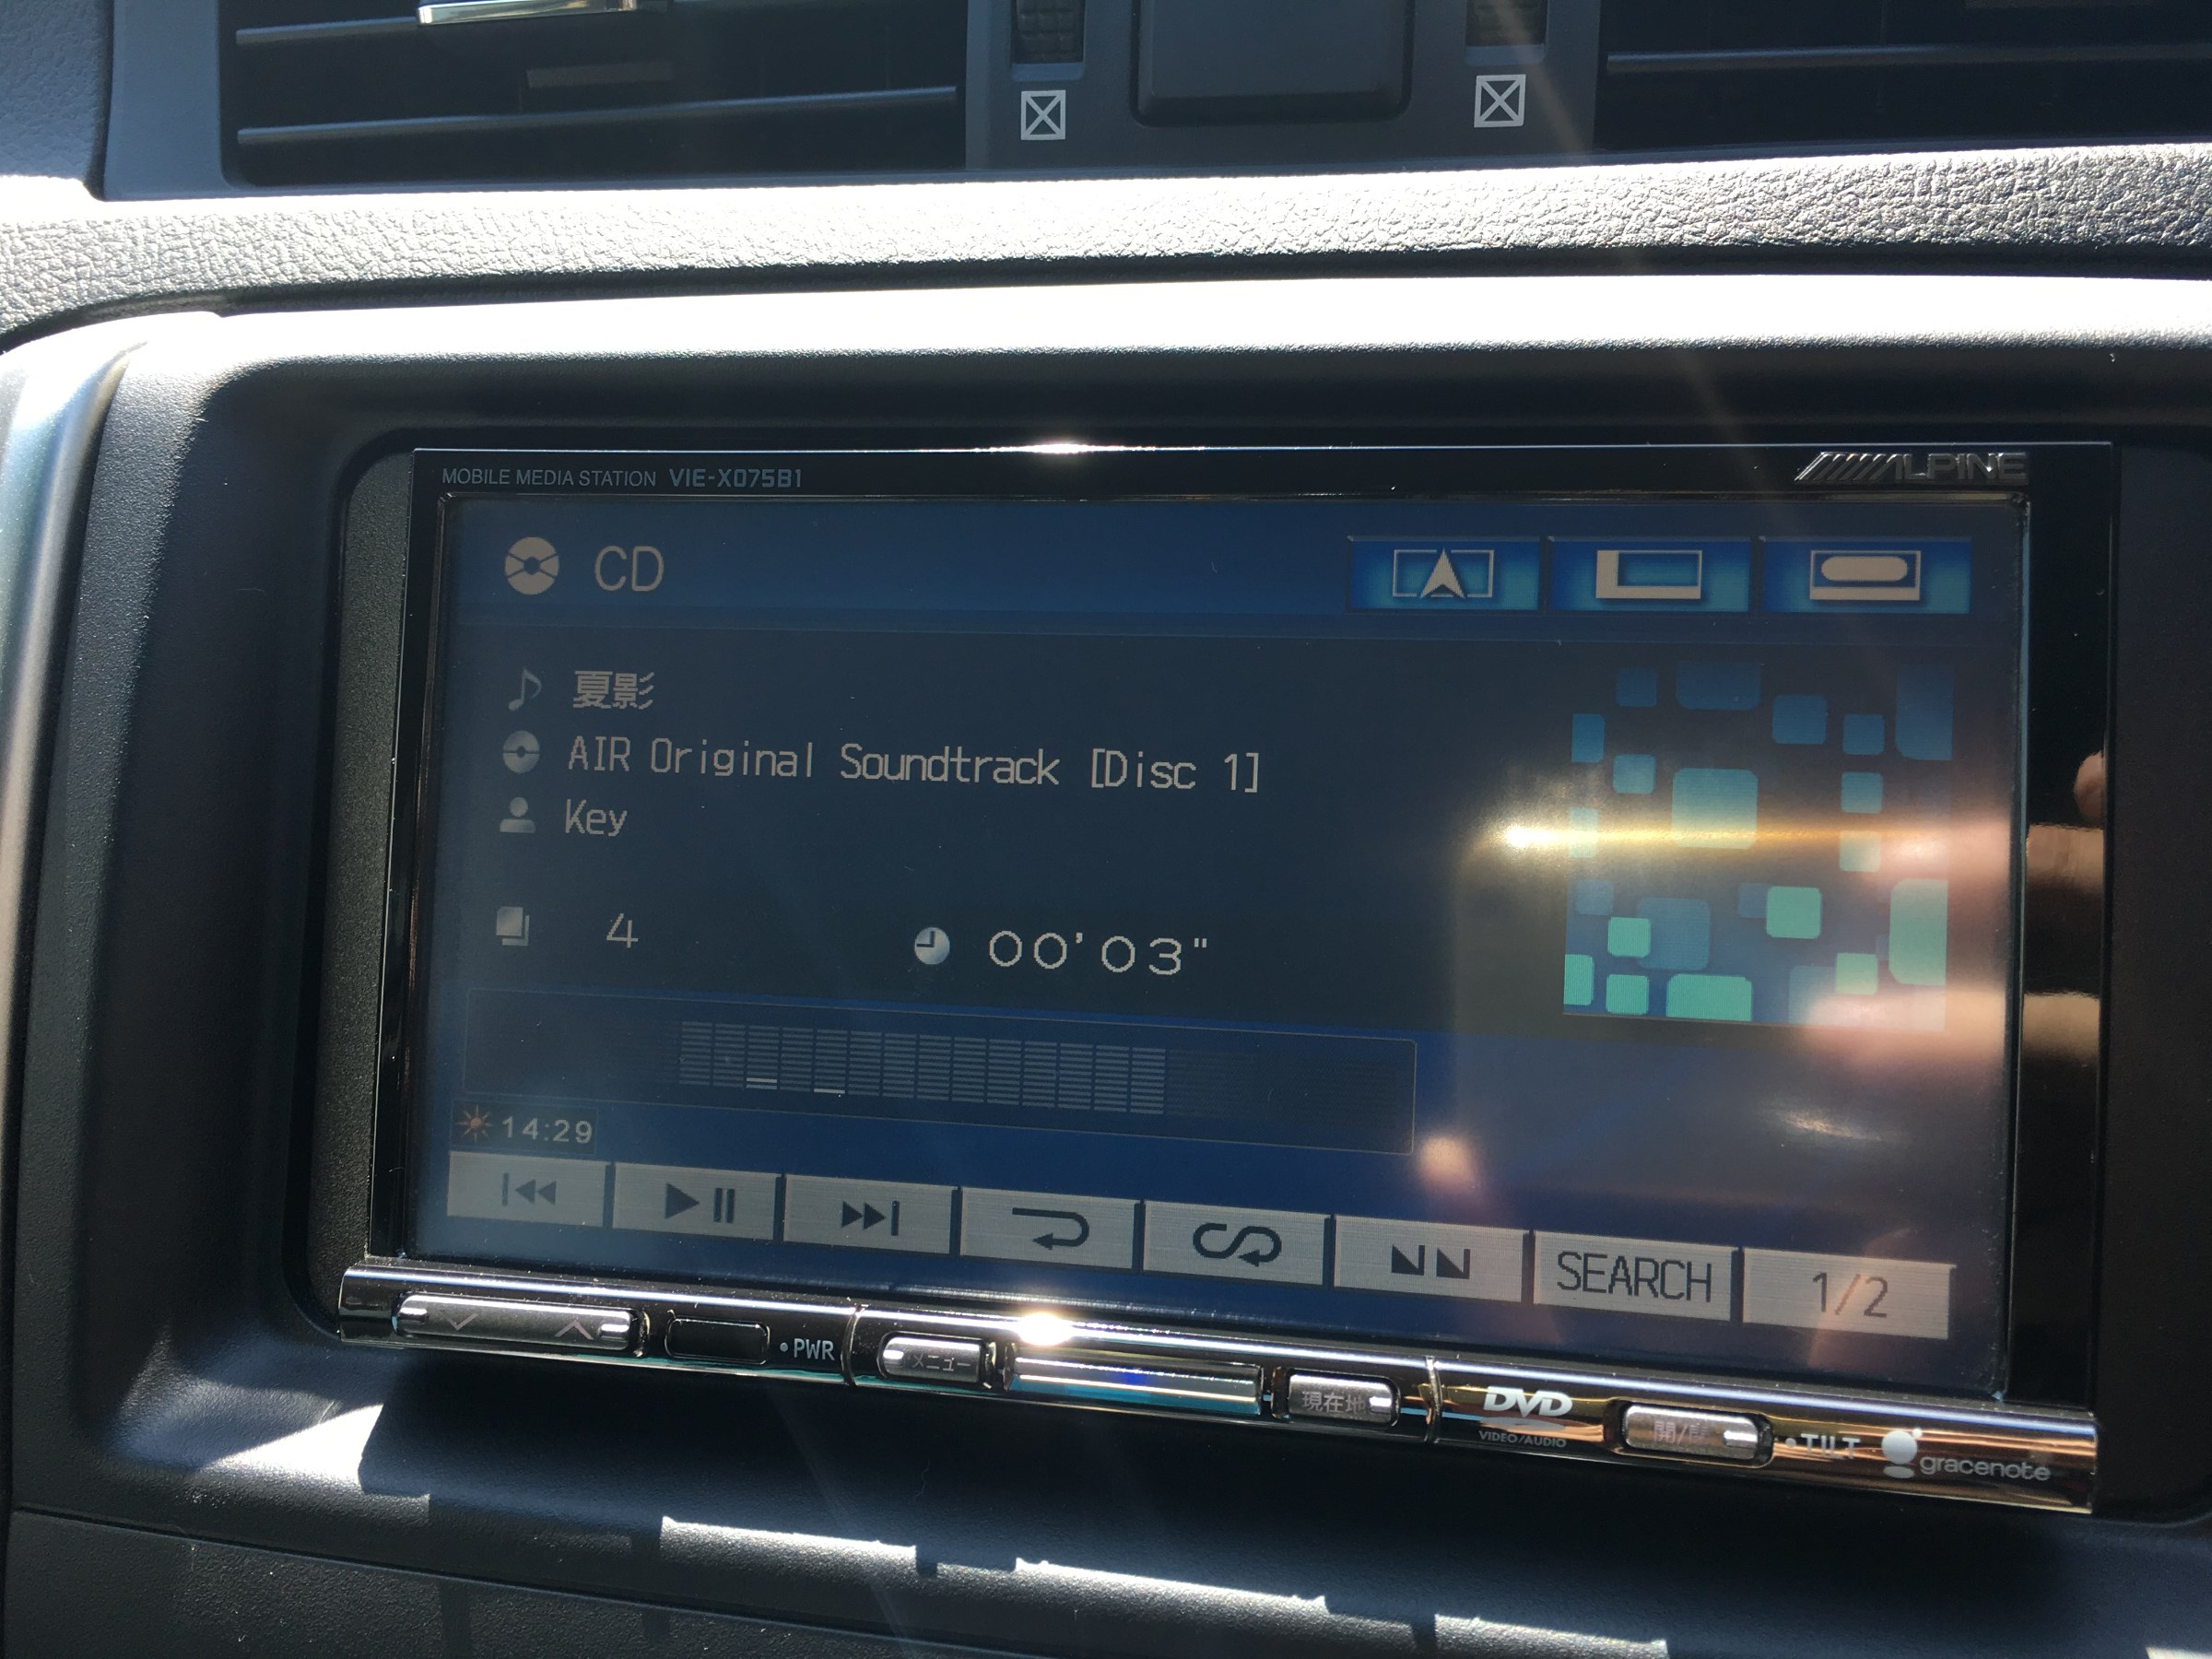 MOBILE MEDIA STATION VIE-X075B1
ALPINE
CD
夏影
AIR Original Soundtrack [Disc 1]
Key
4 00'03"
14:29
SEARCH 1/2
PWR メニュー 現在地 DVD VIDEO/AUDIO TILT gracenote